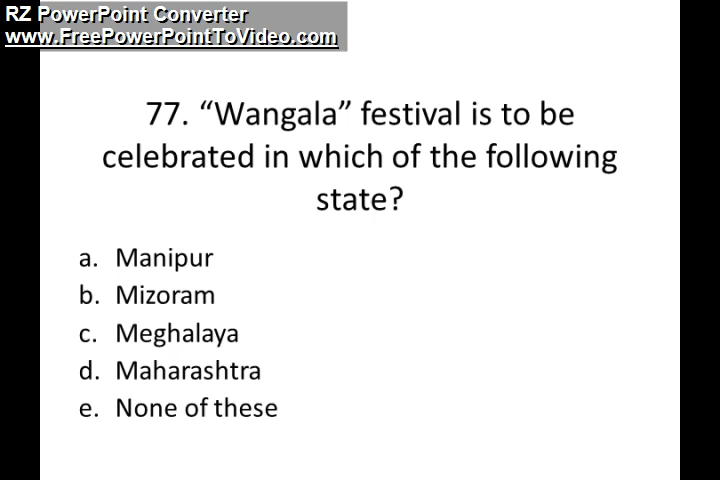 RZ PowerPoint Converter
www.FreePowerPointToVideo.com
77. “Wangala” festival is to be
celebrated in which of the following
state?
a. Manipur
b. Mizoram
c. Meghalaya
d. Maharashtra
e. None of these